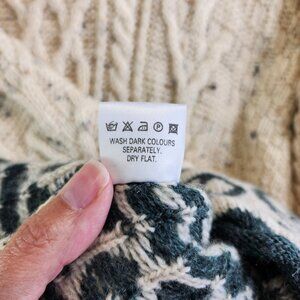 WASH DARK COLOURS
SEPARATELY.
DRY FLAT.